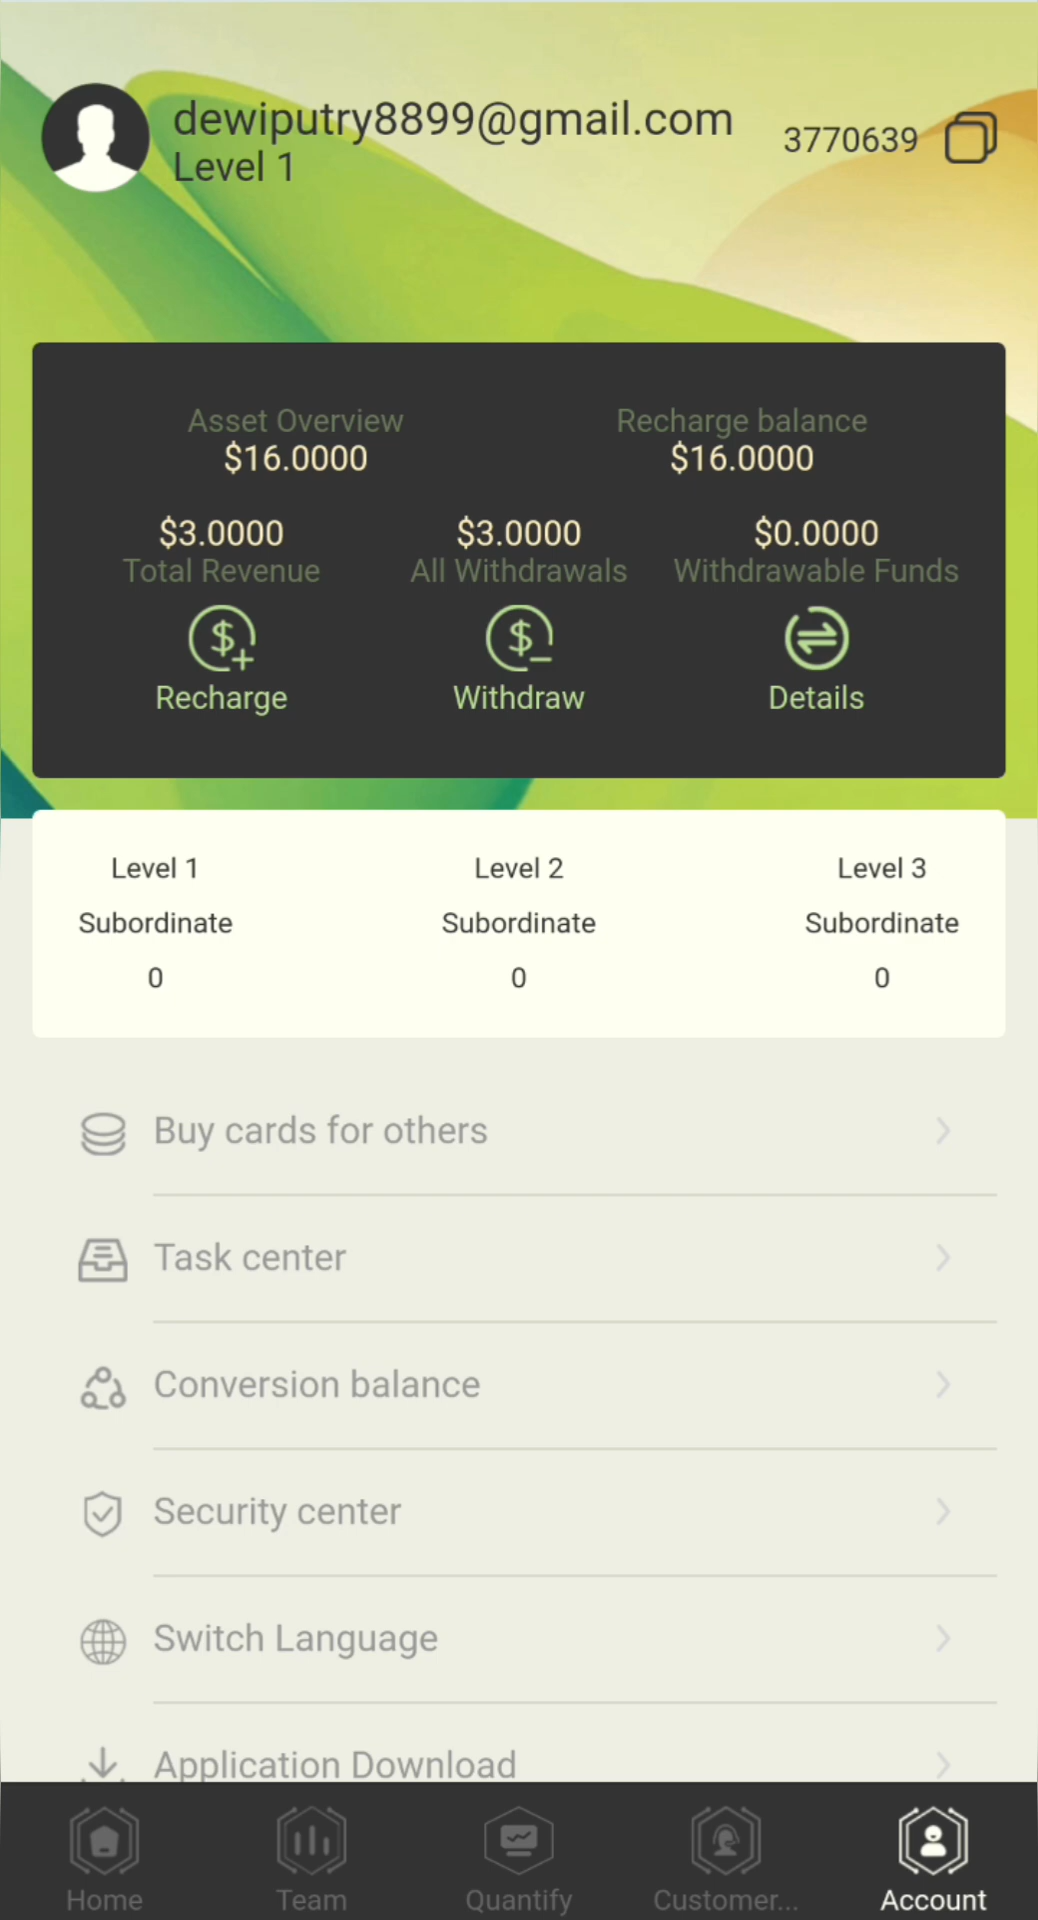 dewiputry8899@gmail.com
Level 1
3770639
Asset Overview
$16.0000
Recharge balance
$16.0000
$3.0000
Total Revenue
$3.0000
All Withdrawals
$0.0000
Withdrawable Funds
Recharge
Withdraw
Details
Level 1
Subordinate
0
Level 2
Subordinate
0
Level 3
Subordinate
0
Buy cards for others
Task center
Conversion balance
Security center
Switch Language
Application Download
Home
Team
Quantify
Customer...
Account